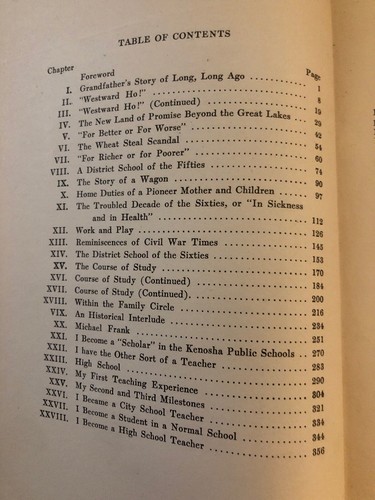 TABLE OF CONTENTS
Chapter Page
Foreword
I. Grandfather's Story of Long, Long Ago 1
II. "Westward Ho!" 8
III. "Westward Ho!" (Continued) 19
IV. The New Land of Promise Beyond the Great Lakes 29
V. "For Better or For Worse" 42
VI. The Wheat Steal Scandal 54
VII. "For Richer or for Poorer" 60
VIII. A District School of the Fifties 74
IX. The Story of a Wagon 90
X. Home Duties of a Pioneer Mother and Children 97
XI. The Troubled Decade of the Sixties, or "In Sickness
and in Health" 112
XII. Work and Play 126
XIII. Reminiscences of Civil War Times 145
XIV. The District School of the Sixties 153
XV. The Course of Study 170
XVI. Course of Study (Continued) 184
XVII. Course of Study (Continued). 200
XVIII. Within the Family Circle 216
VIX. An Historical Interlude 234
XX. Michael Frank 251
XXI. I Become a "Scholar" in the Kenosha Public Schools 270
XXII. I have the Other Sort of a Teacher 283
XXIII. High School 290
XXIV. My First Teaching Experience 304
XXV. My Second and Third Milestones 321
XXVI. I Became a City School Teacher 334
XXVII. I Become a Student in a Normal School 344
XXVIII. I Become a High School Teacher 356